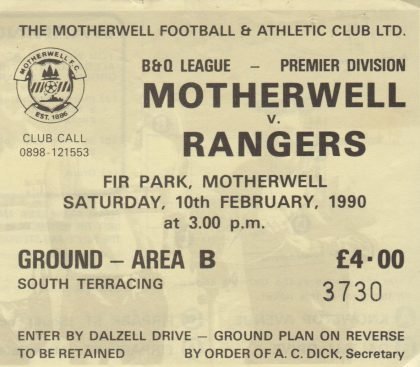 THE MOTHERWELL FOOTBALL & ATHLETIC CLUB LTD.
MOTHERWELL F.C.
EST. 1886
CLUB CALL
0898-121553
B&Q LEAGUE – PREMIER DIVISION
MOTHERWELL
v.
RANGERS
FIR PARK, MOTHERWELL
SATURDAY, 10th FEBRUARY, 1990
at 3.00 p.m.
GROUND – AREA B £4·00
SOUTH TERRACING 3730
ENTER BY DALZELL DRIVE – GROUND PLAN ON REVERSE
TO BE RETAINED BY ORDER OF A. C. DICK, Secretary